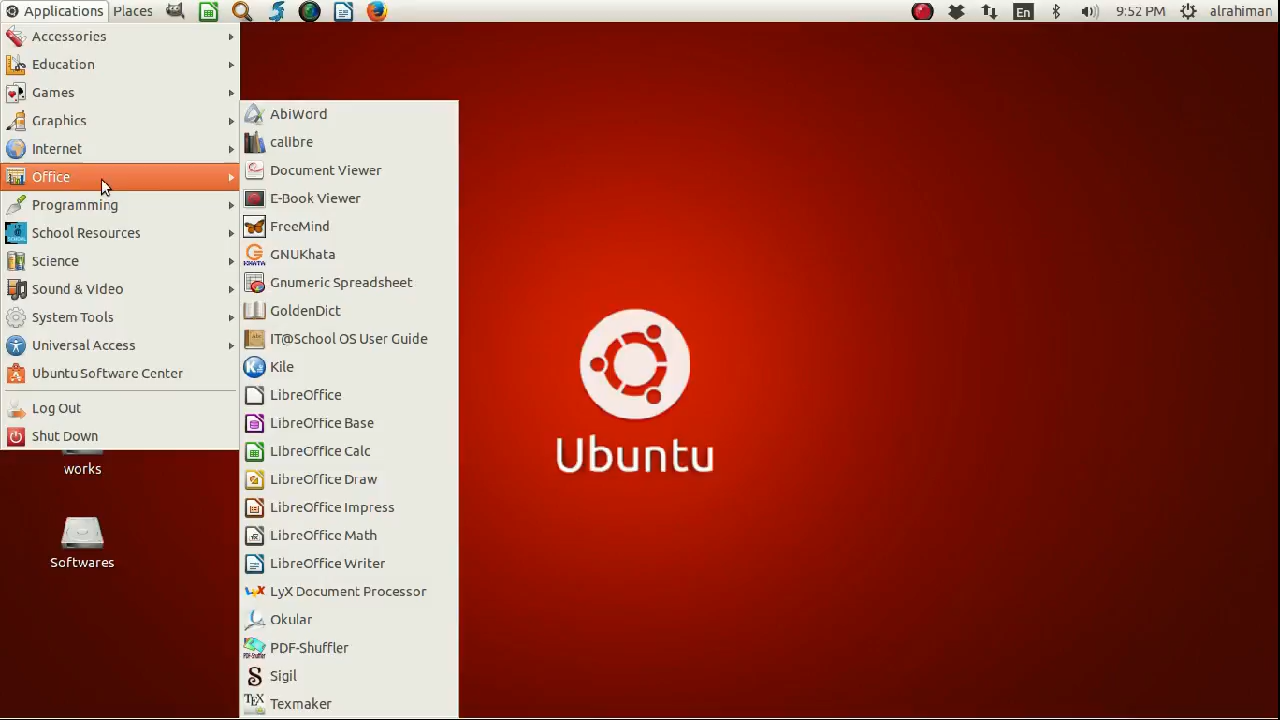 Applications Places En 9:52 PM alrahiman
Accessories
Education
Games
Graphics
Internet
Office
Programming
School Resources
Science
Sound & Video
System Tools
Universal Access
Ubuntu Software Center
Log Out
Shut Down
AbiWord
calibre
Document Viewer
E-Book Viewer
FreeMind
GNUKhata
Gnumeric Spreadsheet
GoldenDict
IT@School OS User Guide
Kile
LibreOffice
LibreOffice Base
LibreOffice Calc
LibreOffice Draw
LibreOffice Impress
LibreOffice Math
LibreOffice Writer
LyX Document Processor
Okular
PDF-Shuffler
Sigil
Texmaker
works
Softwares
Ubuntu